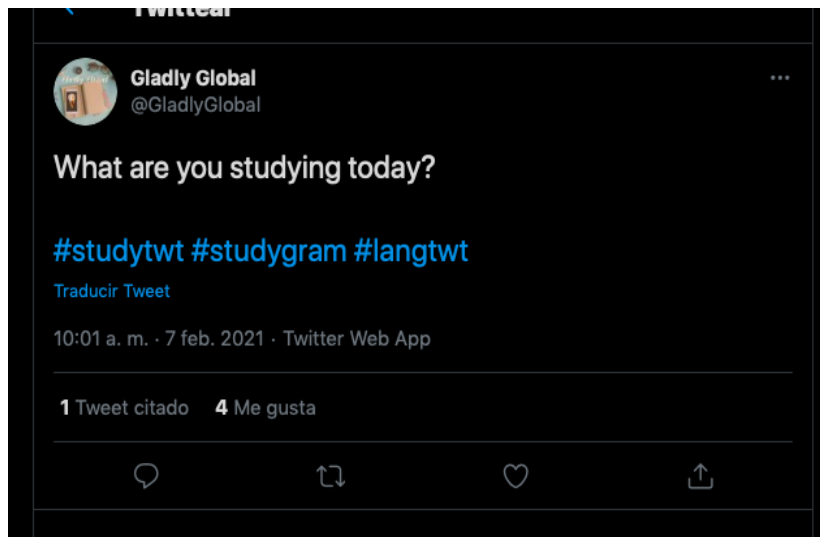 Twittear
Gladly Global
@GladlyGlobal
What are you studying today?
#studytwt #studygram #langtwt
Traducir Tweet
10:01 a. m. · 7 feb. 2021 · Twitter Web App
1 Tweet citado 4 Me gusta